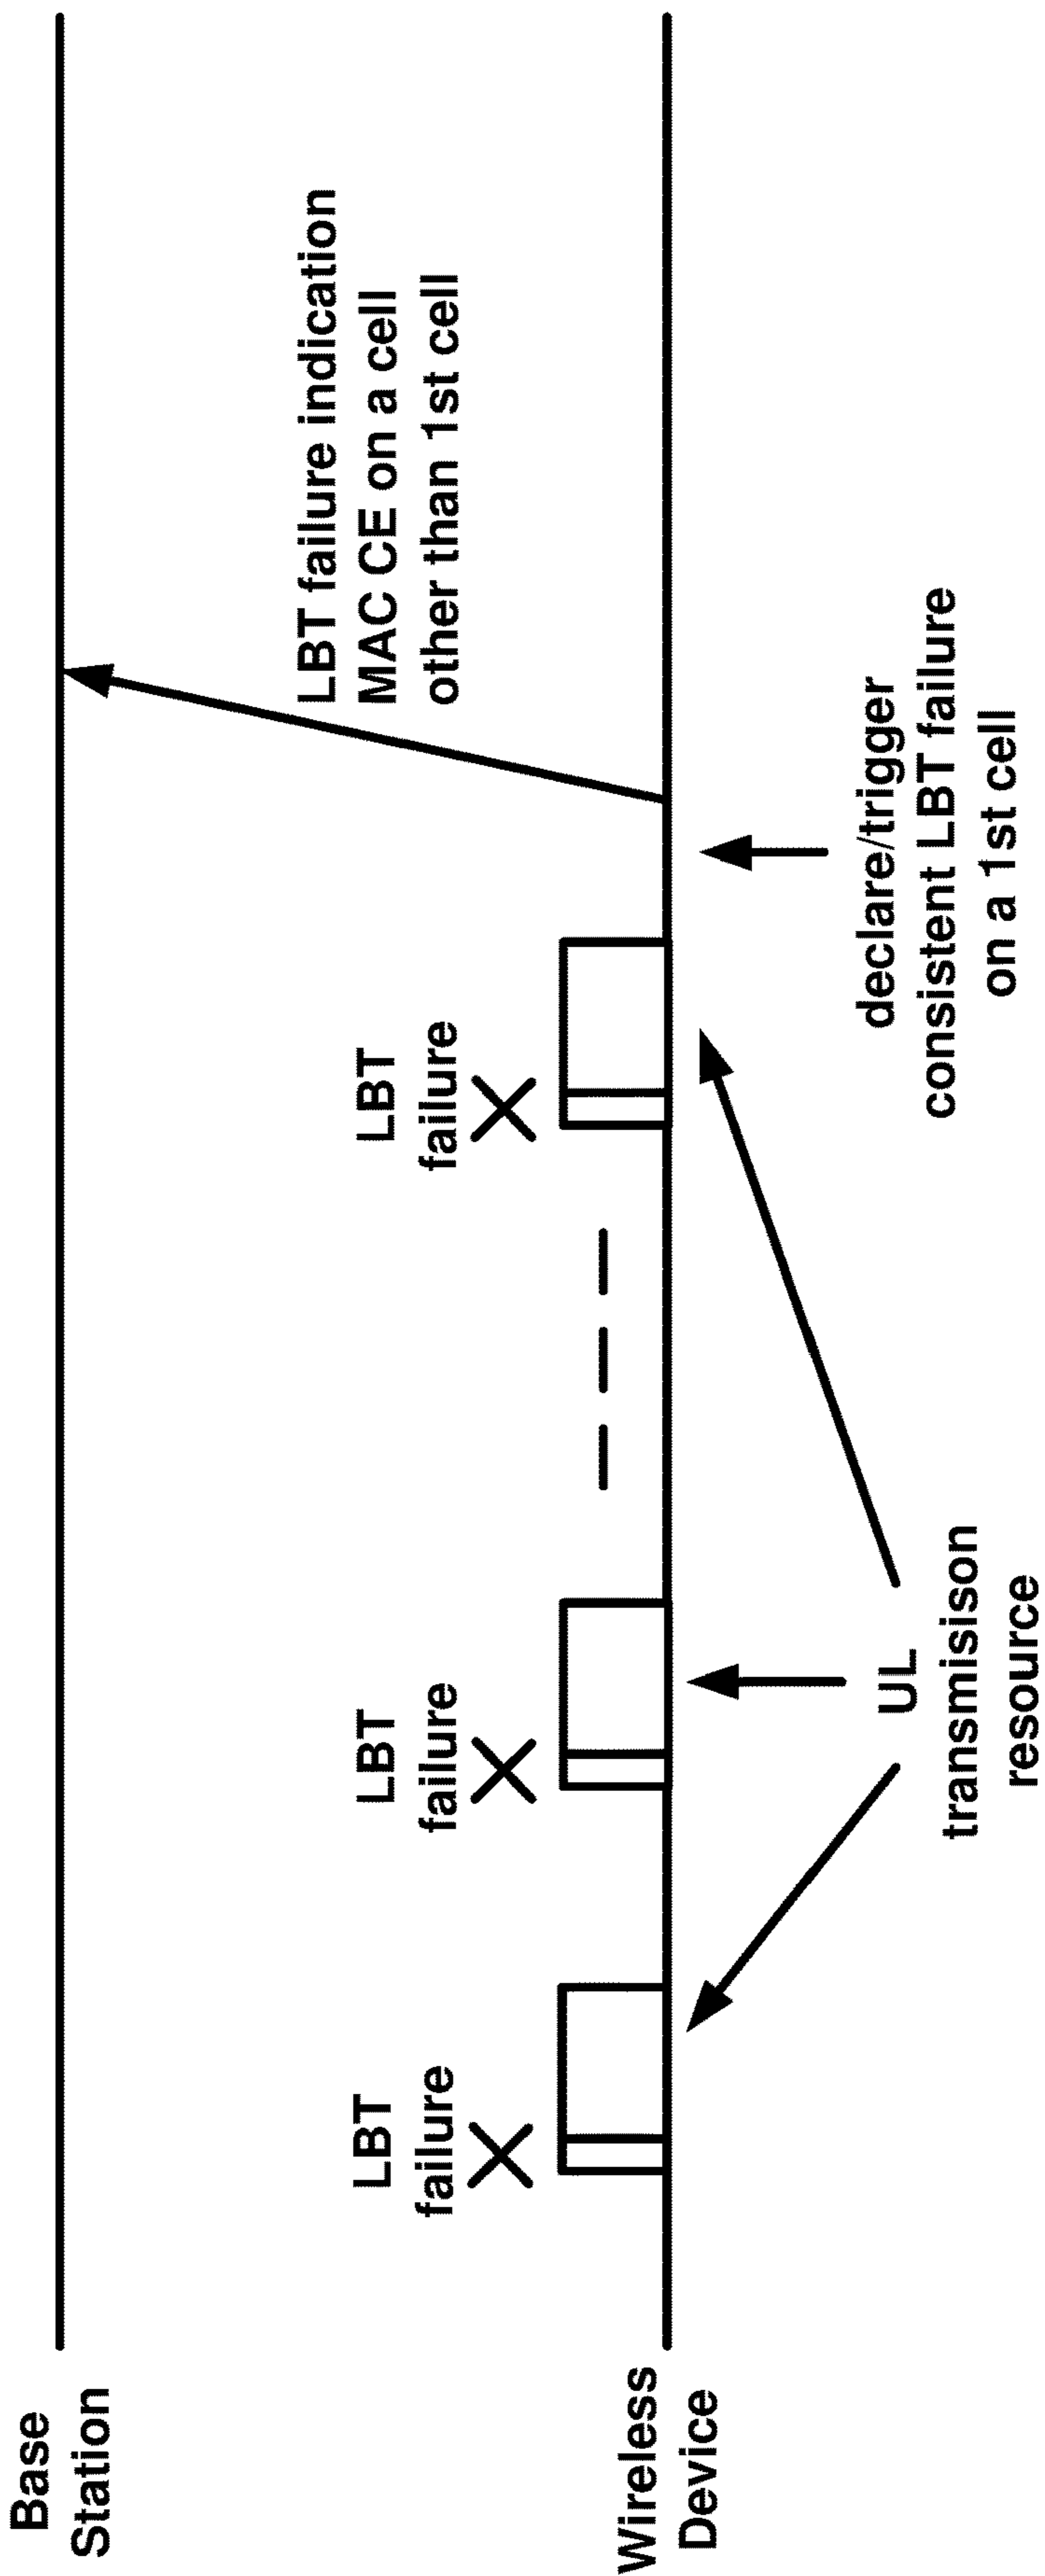 Base
Station
LBT failure indication
MAC CE on a cell
other than 1st cell
LBT
failure
LBT
failure
LBT
failure
Wireless
Device
UL
transmisison
resource
declare/trigger
consistent LBT failure
on a 1st cell